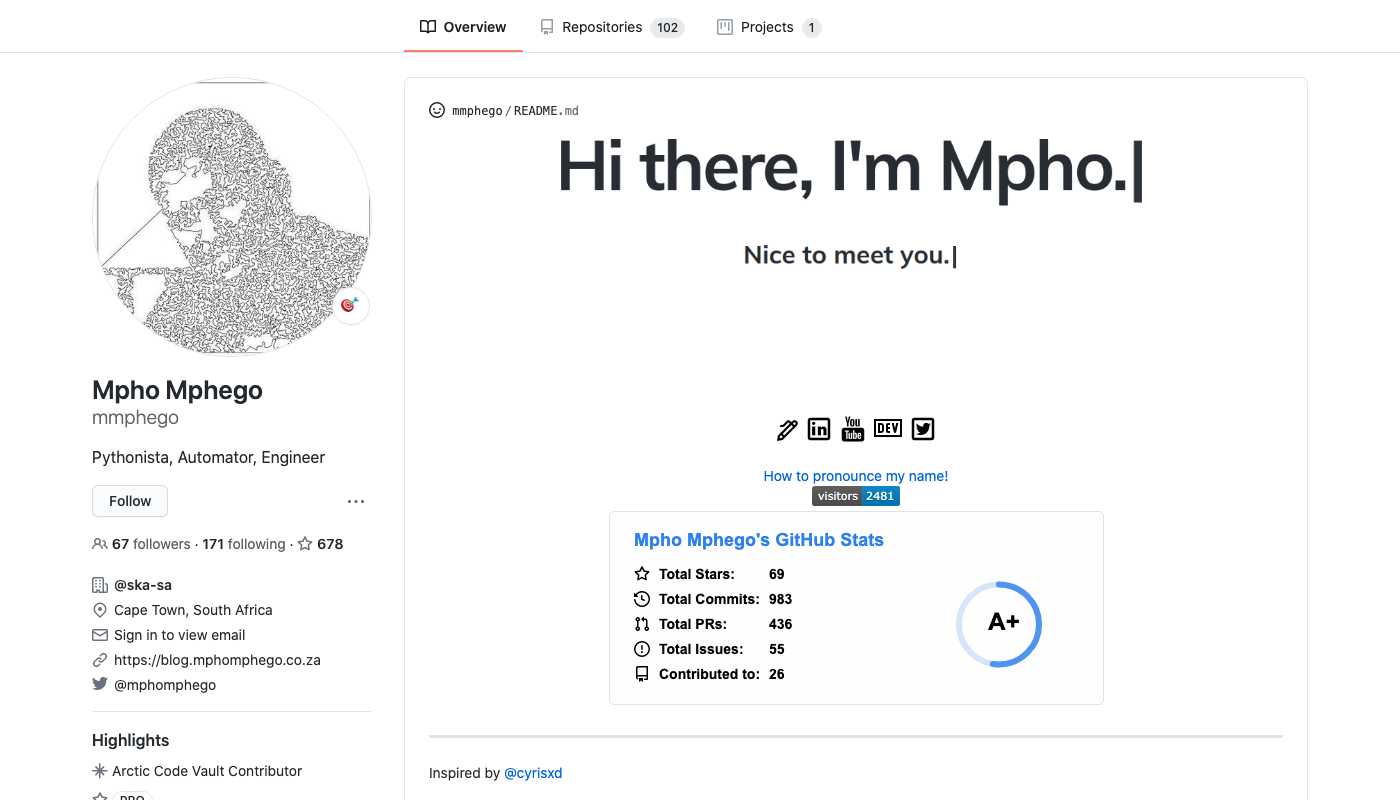 Overview Repositories 102 Projects 1
mmphego/README.md
Hi there, I'm Mpho.|
Nice to meet you.|
in You Tube DEV
How to pronounce my name!
visitors 2481
Mpho Mphego's GitHub Stats
Total Stars: 69
Total Commits: 983
Total PRs: 436
Total Issues: 55
Contributed to: 26
A+
Inspired by @cyrisxd
Mpho Mphego
mmphego
Pythonista, Automator, Engineer
Follow ...
67 followers · 171 following · 678
@ska-sa
Cape Town, South Africa
Sign in to view email
https://blog.mphomphego.co.za
@mphomphego
Highlights
Arctic Code Vault Contributor
PRO